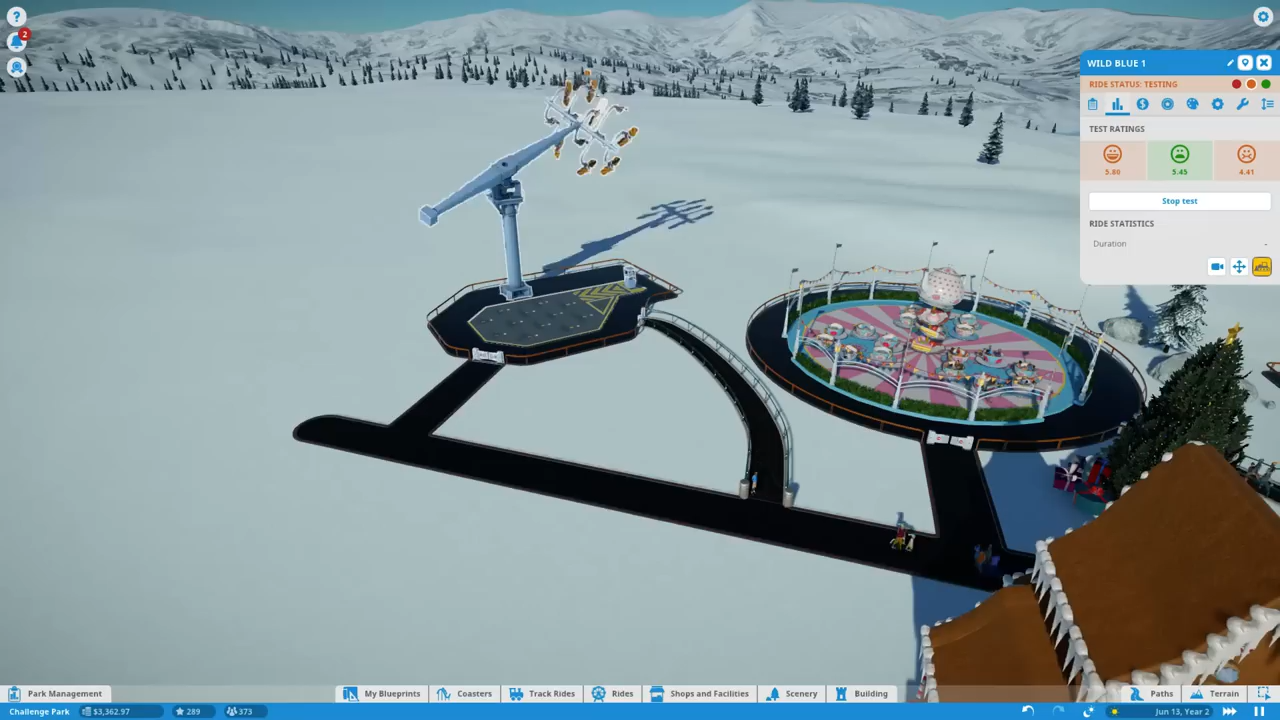 ?
2
WILD BLUE 1
RIDE STATUS: TESTING
TEST RATINGS
5.80 5.45 4.41
Stop test
RIDE STATISTICS
Duration -
Park Management My Blueprints Coasters Track Rides Rides Shops and Facilities Scenery Building Paths Terrain
Challenge Park $3,362.97 289 373 Jun 13, Year 2